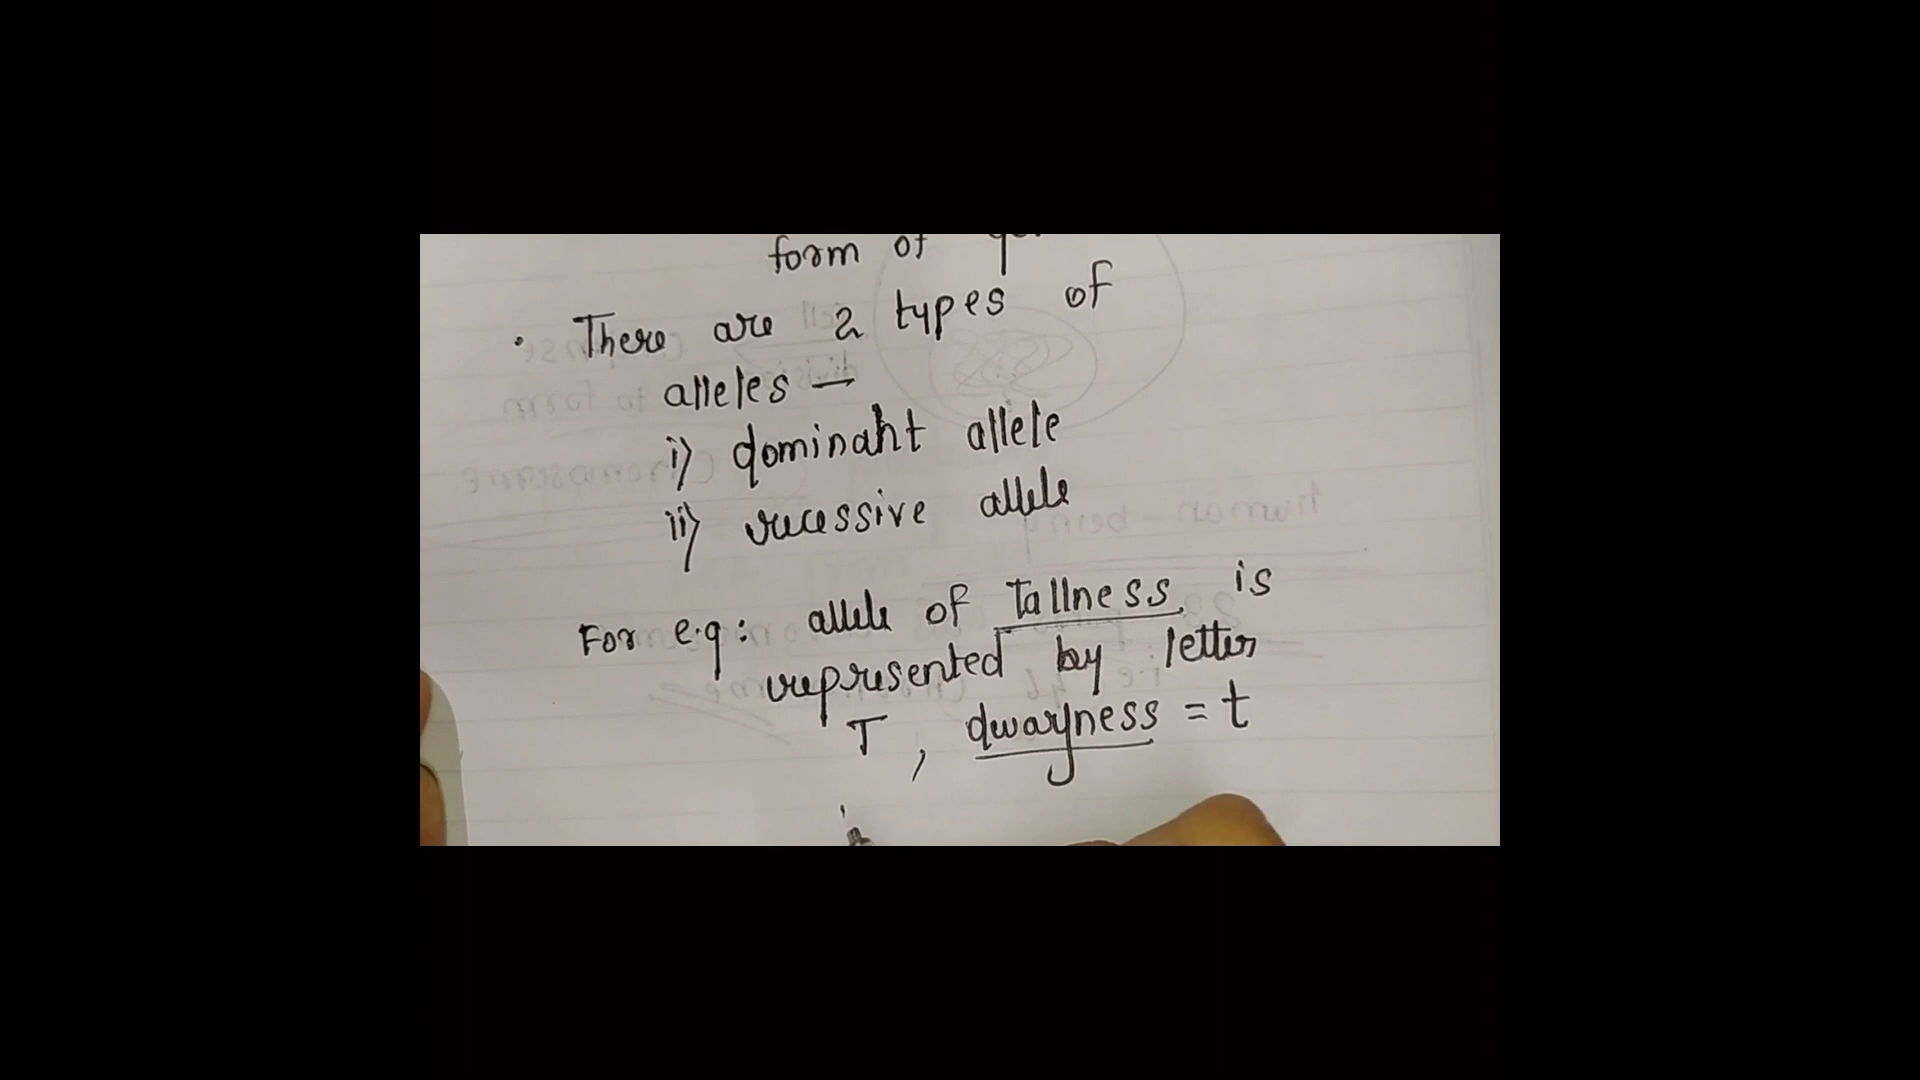 form of
• There are 2 types of
alleles —
i) dominant allele
ii) recessive allele
For e.g: allele of Tallness is
represented by letter
T, dwarfness = t